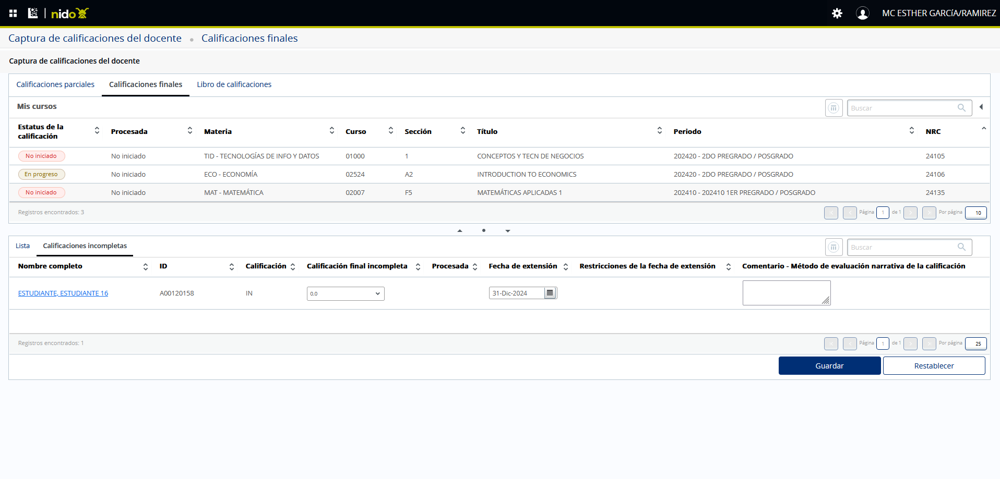 CESA | nido
MC ESTHER GARCíA/RAMIREZ
Captura de calificaciones del docente • Calificaciones finales
Captura de calificaciones del docente
Calificaciones parciales Calificaciones finales Libro de calificaciones
Mis cursos
Buscar
Estatus de la calificación Procesada Materia Curso Sección Título Periodo NRC
No iniciado No iniciado TID - TECNOLOGÍAS DE INFO Y DATOS 01000 1 CONCEPTOS Y TECN DE NEGOCIOS 202420 - 2DO PREGRADO / POSGRADO 24105
En progreso No iniciado ECO - ECONOMÍA 02524 A2 INTRODUCTION TO ECONOMICS 202420 - 2DO PREGRADO / POSGRADO 24106
No iniciado No iniciado MAT - MATEMÁTICA 02007 F5 MATEMÁTICAS APLICADAS 1 202410 - 202410 1ER PREGRADO / POSGRADO 24135
Registros encontrados: 3 Página 1 de 1 Por página 10
Lista Calificaciones incompletas
Buscar
Nombre completo ID Calificación Calificación final incompleta Procesada Fecha de extensión Restricciones de la fecha de extensión Comentario - Método de evaluación narrativa de la calificación
ESTUDIANTE, ESTUDIANTE 16 A00120158 IN 0.0 31-Dic-2024
Registros encontrados: 1 Página 1 de 1 Por página 25
Guardar Restablecer